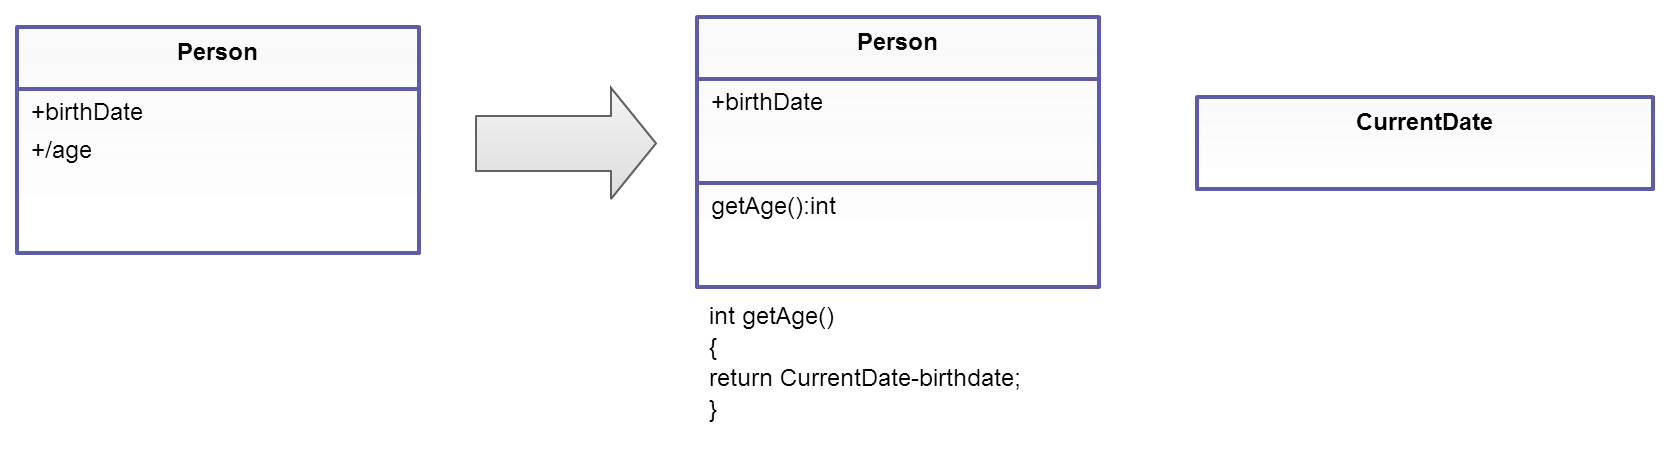 Person
+birthDate
+/age
Person
+birthDate
getAge():int
int getAge()
{
return CurrentDate-birthdate;
}
CurrentDate